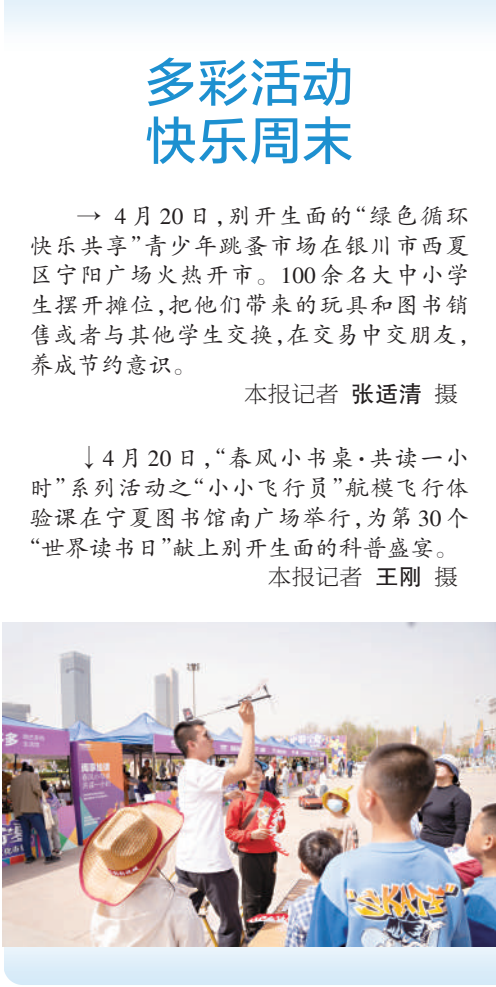 多彩活动
快乐周末
→ 4月20日，别开生面的“绿色循环
快乐共享”青少年跳蚤市场在银川市西夏
区宁阳广场火热开市。100余名大中小学
生摆开摊位，把他们带来的玩具和图书销
售或者与其他学生交换，在交易中交朋友，
养成节约意识。
本报记者 张适清 摄
↓4月20日，“春风小书桌·共读一小
时”系列活动之“小小飞行员”航模飞行体
验课在宁夏图书馆南广场举行，为第30个
“世界读书日”献上别开生面的科普盛宴。
本报记者 王刚 摄
"SKATE"